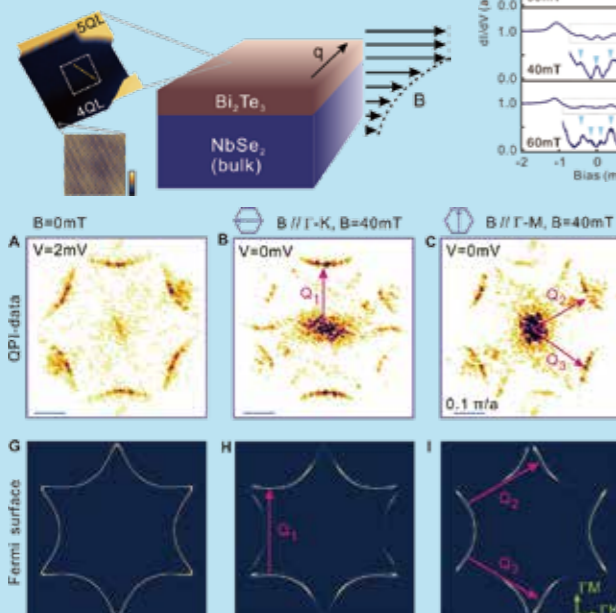 5QL
4QL
q
Bi₂Te₃
NbSe₂
(bulk)
B
dI/dV (a
1.0
0.0
40mT
1.0
0.0
60mT
-2 -1 0
Bias (m
B=0mT
B // Γ-K, B=40mT
B // Γ-M, B=40mT
A
V=2mV
B
V=0mV
Q₁
C
V=0mV
Q₂
Q₃
0.1 π/a
QPI-data
G
H
Q₁
I
Q₂
Q₃
ΓM
Fermi surface